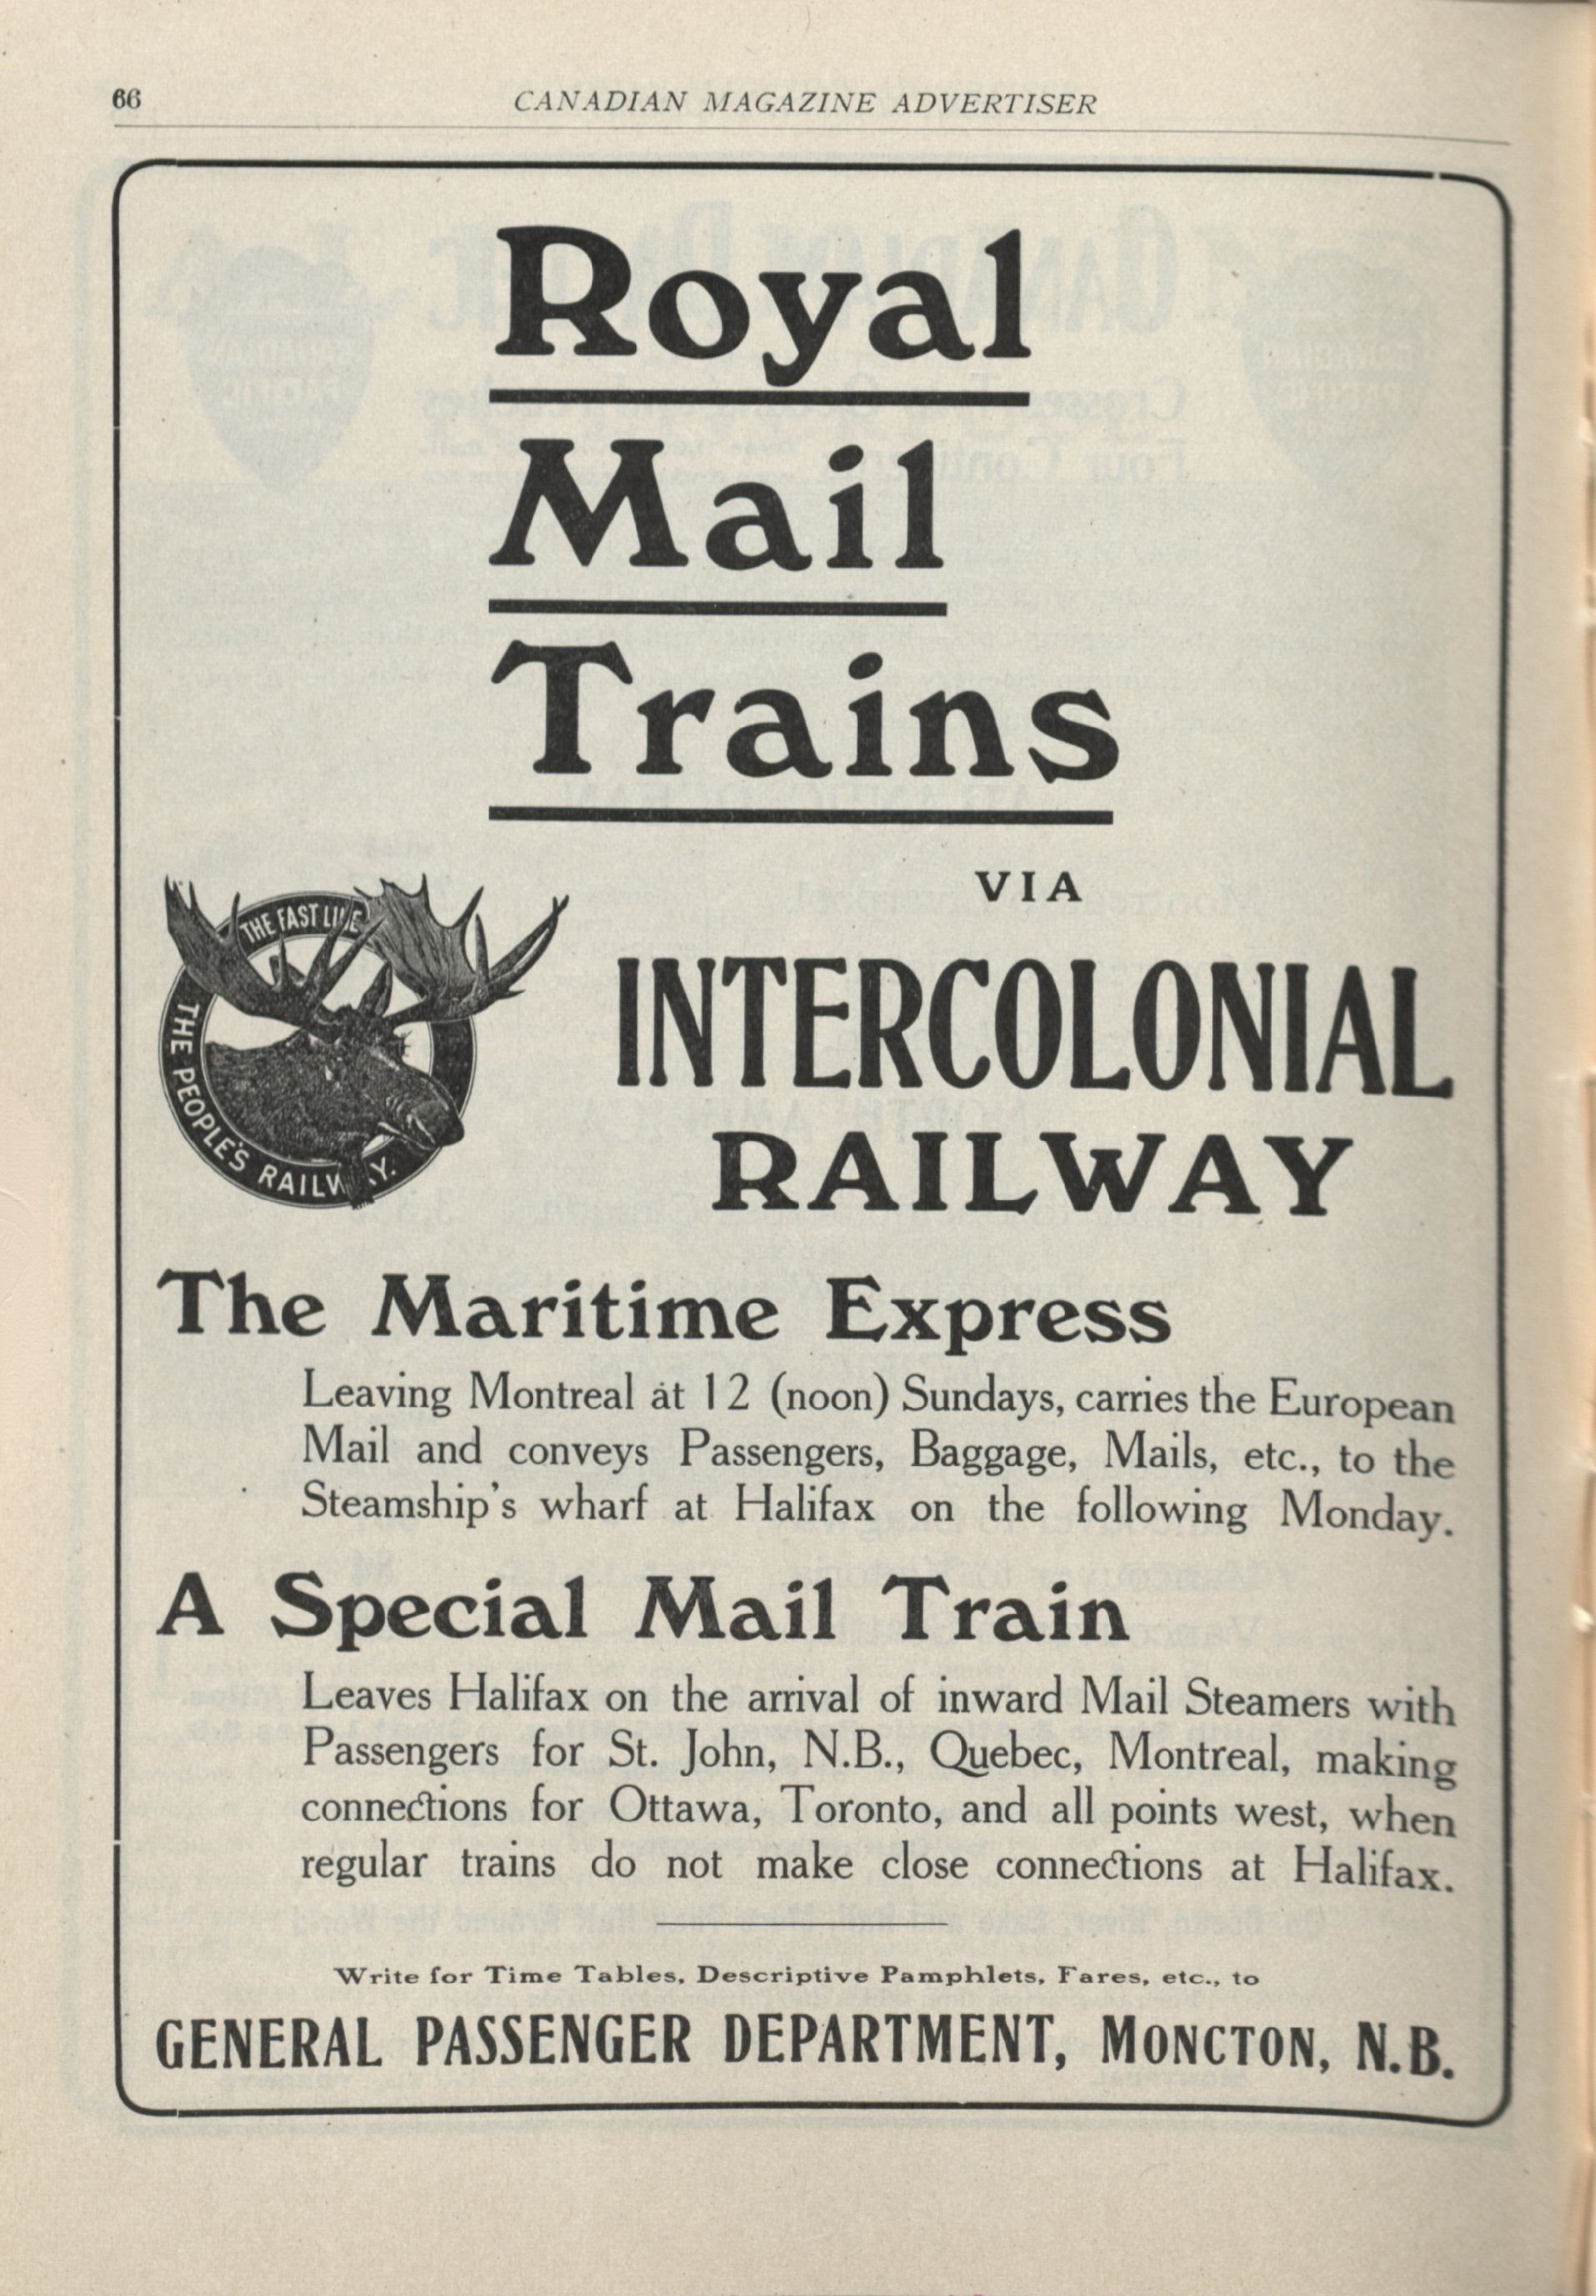 66
CANADIAN MAGAZINE ADVERTISER
Royal
Mail
Trains
VIA
THE FAST LINE
THE PEOPLE'S RAILWAY.
INTERCOLONIAL
RAILWAY
The Maritime Express
Leaving Montreal at 12 (noon) Sundays, carries the European
Mail and conveys Passengers, Baggage, Mails, etc., to the
Steamship's wharf at Halifax on the following Monday.
A Special Mail Train
Leaves Halifax on the arrival of inward Mail Steamers with
Passengers for St. John, N.B., Quebec, Montreal, making
connections for Ottawa, Toronto, and all points west, when
regular trains do not make close connections at Halifax.
Write for Time Tables, Descriptive Pamphlets, Fares, etc., to
GENERAL PASSENGER DEPARTMENT, MONCTON, N.B.